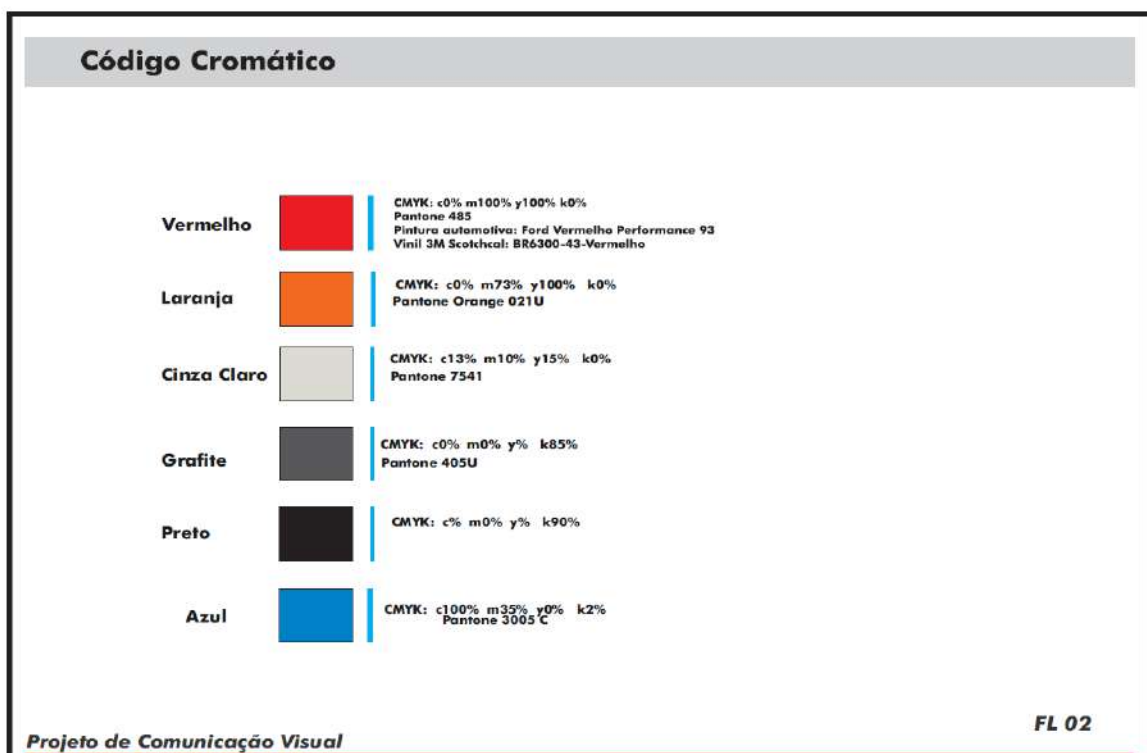 Código Cromático
Vermelho
CMYK: c0% m100% y100% k0%
Pantone 485
Pintura automotiva: Ford Vermelho Performance 93
Vinil 3M Scotchcal: BR6300-43-Vermelho
Laranja
CMYK: c0% m73% y100% k0%
Pantone Orange 021U
Cinza Claro
CMYK: c13% m10% y15% k0%
Pantone 7541
Grafite
CMYK: c0% m0% y% k85%
Pantone 405U
Preto
CMYK: c% m0% y% k90%
Azul
CMYK: c100% m35% y0% k2%
Pantone 3005 C
FL 02
Projeto de Comunicação Visual